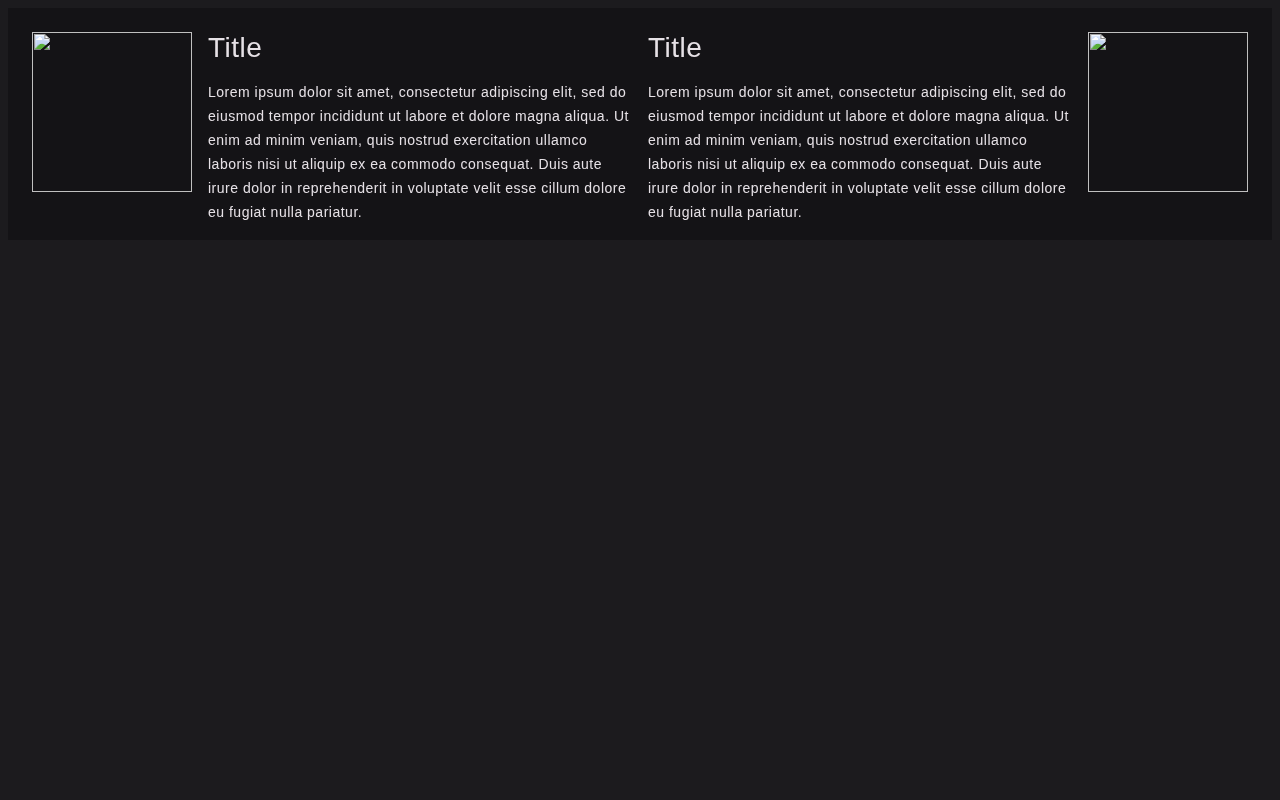 Title
Lorem ipsum dolor sit amet, consectetur adipiscing elit, sed do
eiusmod tempor incididunt ut labore et dolore magna aliqua. Ut
enim ad minim veniam, quis nostrud exercitation ullamco
laboris nisi ut aliquip ex ea commodo consequat. Duis aute
irure dolor in reprehenderit in voluptate velit esse cillum dolore
eu fugiat nulla pariatur.
Title
Lorem ipsum dolor sit amet, consectetur adipiscing elit, sed do
eiusmod tempor incididunt ut labore et dolore magna aliqua. Ut
enim ad minim veniam, quis nostrud exercitation ullamco
laboris nisi ut aliquip ex ea commodo consequat. Duis aute
irure dolor in reprehenderit in voluptate velit esse cillum dolore
eu fugiat nulla pariatur.